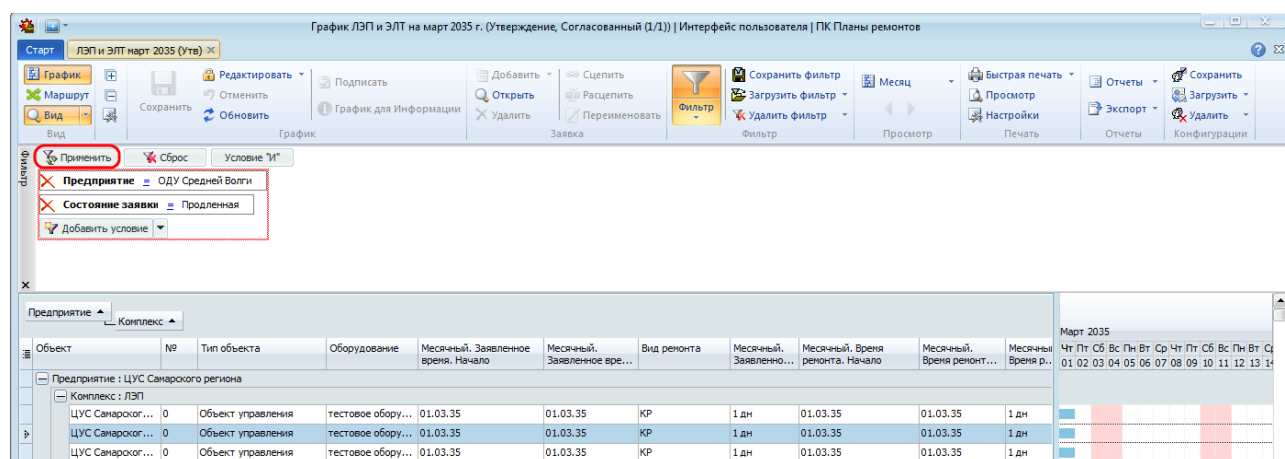 График ЛЭП и ЭЛТ на март 2035 г. (Утверждение, Согласованный (1/1)) | Интерфейс пользователя | ПК Планы ремонтов
Старт ЛЭП и ЭЛТ март 2035 (Утв)
График Редактировать Подписать Добавить Сцепить Сохранить фильтр Месяц Быстрая печать Отчеты Сохранить
Маршрут Сохранить Отменить График для Информации Открыть Расцепить Фильтр Загрузить фильтр Просмотр Экспорт Загрузить
Вид Обновить Удалить Переименовать Удалить фильтр Настройки Удалить
Вид График Заявка Фильтр Просмотр Печать Отчеты Конфигурации
Фильтр
Применить Сброс Условие "И"
Предприятие = ОДУ Средней Волги
Состояние заявки = Продленная
Добавить условие
Предприятие
Комплекс
Март 2035
Объект № Тип объекта Оборудование Месячный. Заявленное время. Начало Месячный. Заявленное вре... Вид ремонта Месячный. Заявленно... Месячный. Время ремонта. Начало Месячный. Время ремонт... Месячны Время р... Чт Пт Сб Вс Пн Вт Ср Чт Пт Сб Вс Пн Вт Ср
01 02 03 04 05 06 07 08 09 10 11 12 13 14
Предприятие : ЦУС Самарского региона
Комплекс : ЛЭП
ЦУС Самарског... 0 Объект управления тестовое обору... 01.03.35 01.03.35 КР 1 дн 01.03.35 01.03.35 1 дн
ЦУС Самарског... 0 Объект управления тестовое обору... 01.03.35 01.03.35 КР 1 дн 01.03.35 01.03.35 1 дн
ЦУС Самарског... 0 Объект управления тестовое обору... 01.03.35 01.03.35 КР 1 дн 01.03.35 01.03.35 1 дн